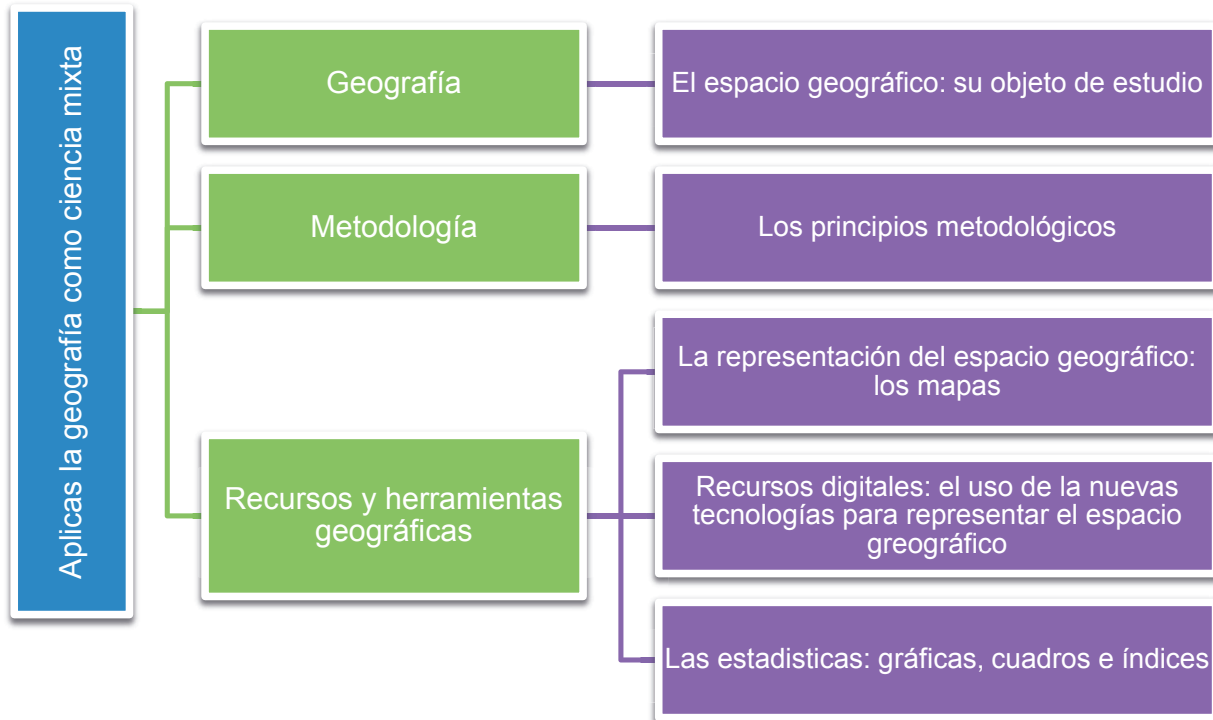 Aplicas la geografía como ciencia mixta
Geografía
El espacio geográfico: su objeto de estudio
Metodología
Los principios metodológicos
Recursos y herramientas
geográficas
La representación del espacio geográfico:
los mapas
Recursos digitales: el uso de la nuevas
tecnologías para representar el espacio
greográfico
Las estadisticas: gráficas, cuadros e índices